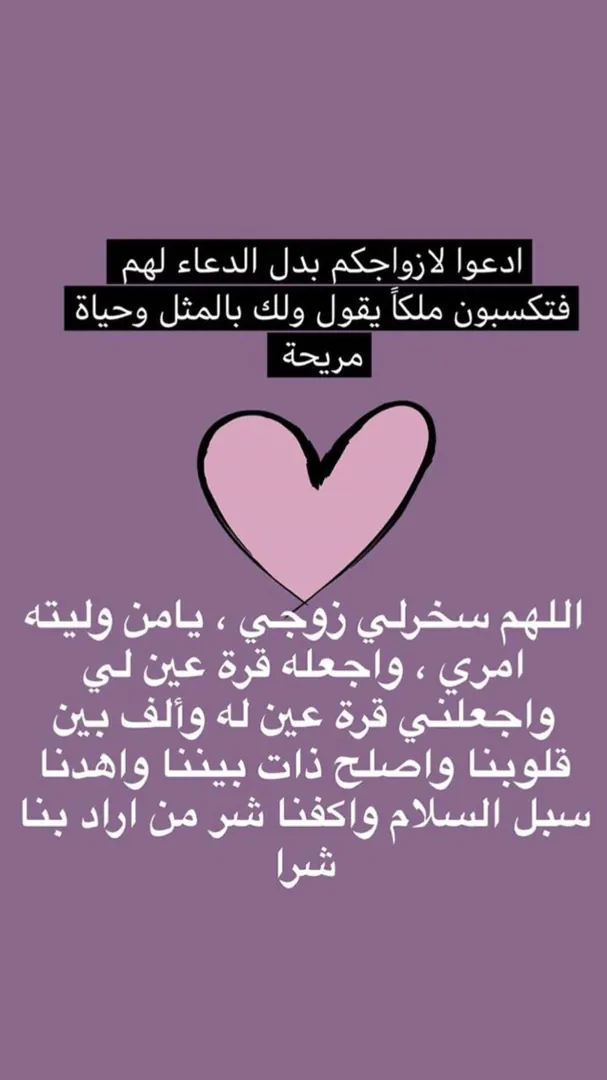 ادعوا لازواجكم بدل الدعاء لهم
فتكسبون ملكاً يقول ولك بالمثل وحياة
مريحة
اللهم سخرلي زوجي ، يامن وليته
امري ، واجعله قرة عين لي
واجعلني قرة عين له وألف بين
قلوبنا واصلح ذات بيننا واهدنا
سبل السلام واكفنا شر من اراد بنا
شرا